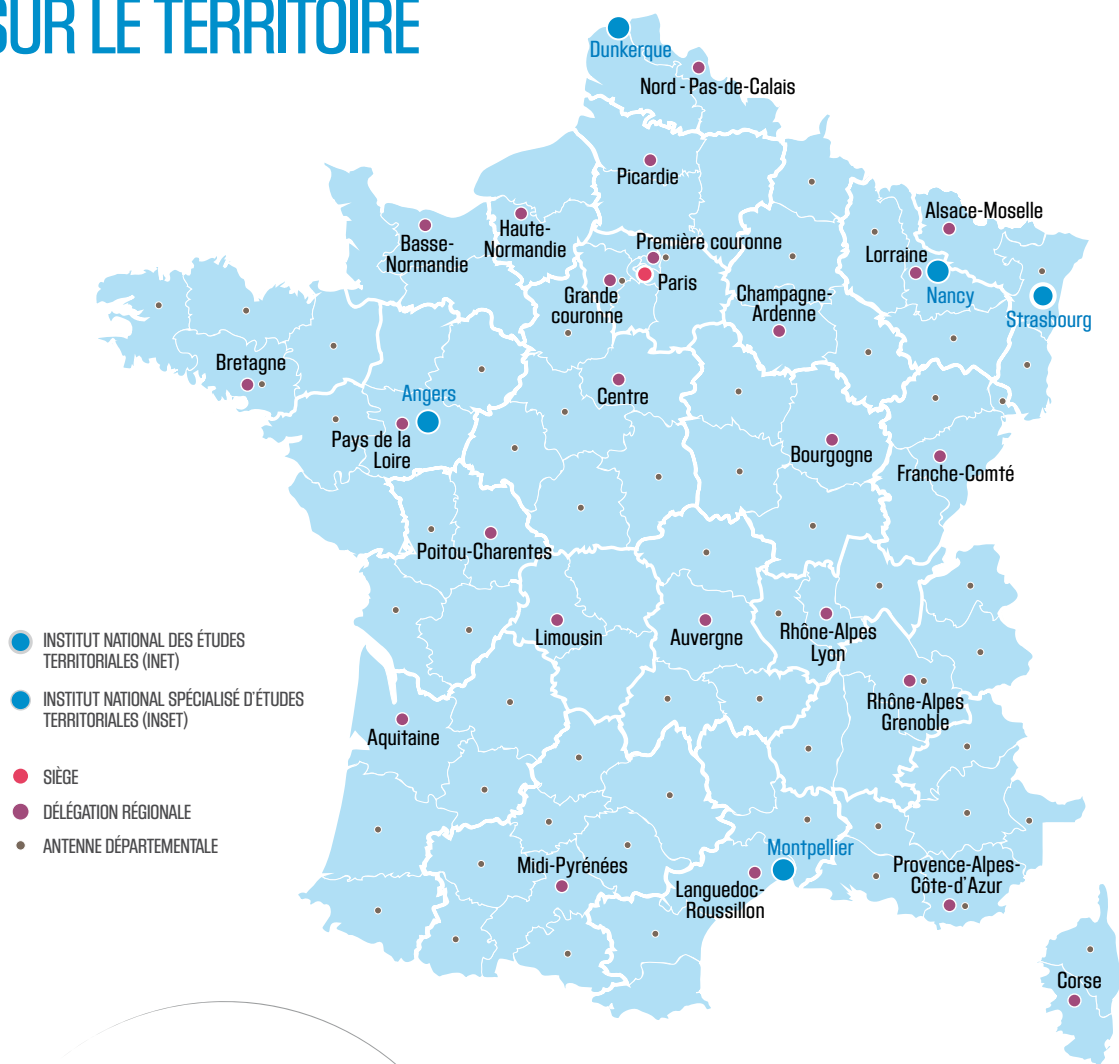 SUR LE TERRITOIRE
Dunkerque
Nord - Pas-de-Calais
Picardie
Alsace-Moselle
Haute-
Normandie
Basse-
Normandie
Première couronne
Lorraine
Paris
Grande
couronne
Champagne-
Ardenne
Nancy
Strasbourg
Bretagne
Angers
Centre
Pays de la
Loire
Bourgogne
Franche-Comté
Poitou-Charentes
Limousin
Auvergne
Rhône-Alpes
Lyon
Rhône-Alpes
Grenoble
Aquitaine
Midi-Pyrénées
Montpellier
Languedoc-
Roussillon
Provence-Alpes-
Côte-d'Azur
Corse
INSTITUT NATIONAL DES ÉTUDES
TERRITORIALES (INET)
INSTITUT NATIONAL SPÉCIALISÉ D'ÉTUDES
TERRITORIALES (INSET)
SIÈGE
DÉLÉGATION RÉGIONALE
ANTENNE DÉPARTEMENTALE